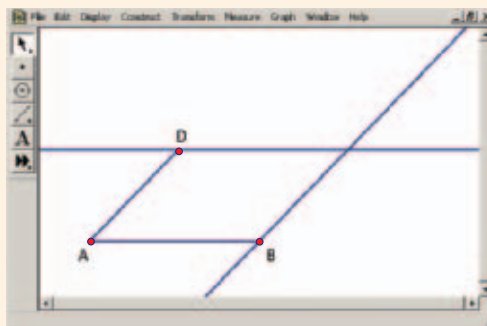 File Edit Display Construct Transform Measure Graph Window Help
D
A
A B